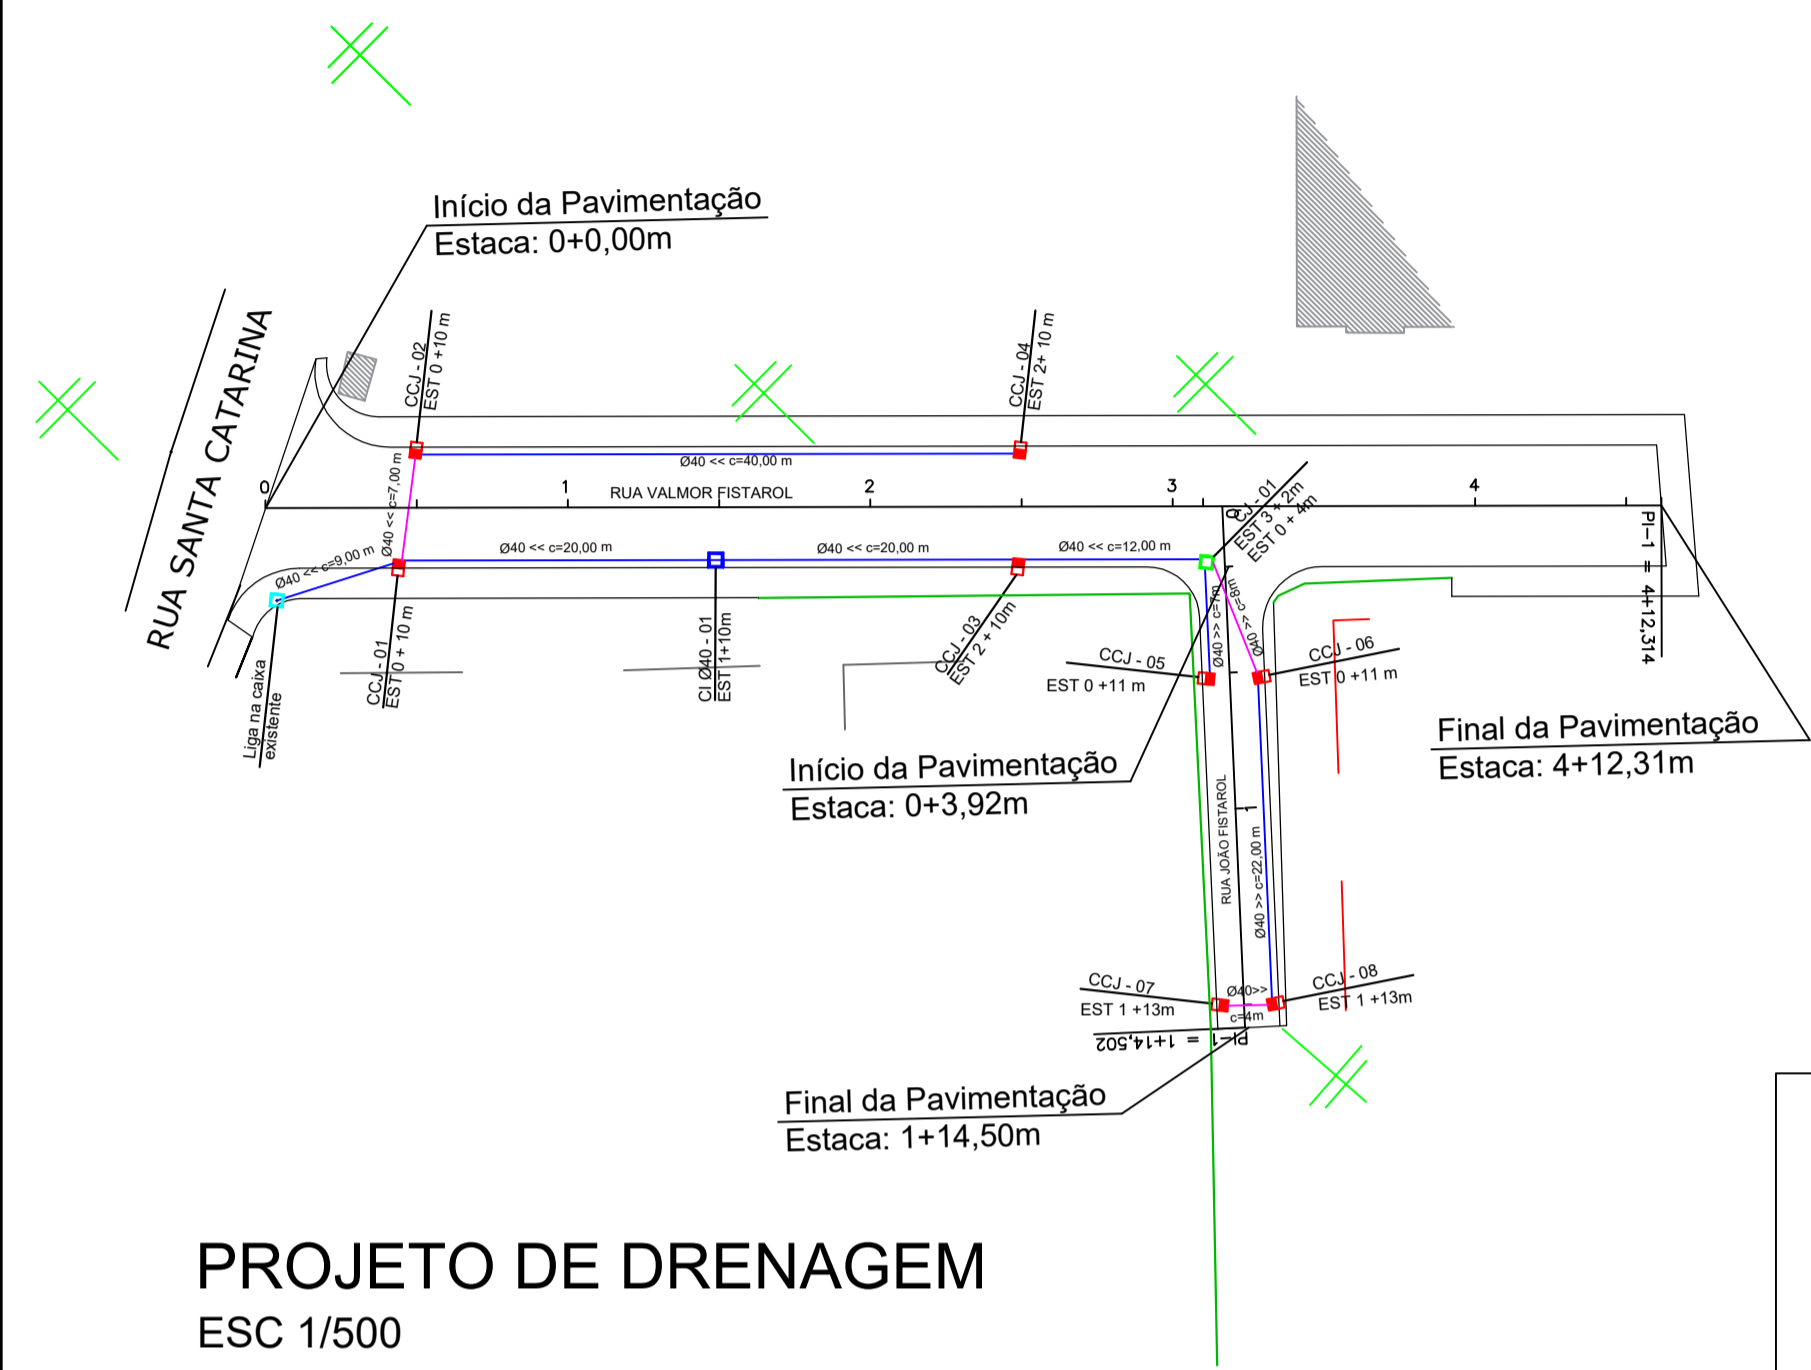 Início da Pavimentação
Estaca: 0+0,00m
RUA SANTA CATARINA
CCJ - 02
EST 0 +10 m
CCJ - 04
EST 2+ 10 m
Ø40 << c=40,00 m
Ø40 << c=7,00 m
0
1
2
3
4
RUA VALMOR FISTAROL
0
CJ - 01
EST 3 + 2m
EST 0 + 4m
PI-1 = 4+12,314
Ø40 << c=9,00 m
Ø40 << c=20,00 m
Ø40 << c=20,00 m
Ø40 << c=12,00 m
Liga na caixa
existente
CCJ - 01
EST 0 + 10 m
CI Ø40 - 01
EST 1+10m
CCJ - 03
EST 2 + 10m
Ø40 >> c=7m
Ø40 << c=8m
CCJ - 05
EST 0 +11 m
CCJ - 06
EST 0 +11 m
Início da Pavimentação
Estaca: 0+3,92m
Final da Pavimentação
Estaca: 4+12,31m
RUA JOÃO FISTAROL
1
Ø40 >> c=22,00 m
CCJ - 07
EST 1 +13m
Ø40>>
c=4m
CCJ - 08
EST 1 +13m
PI-1 = 1+14,502
Final da Pavimentação
Estaca: 1+14,50m
PROJETO DE DRENAGEM
ESC 1/500